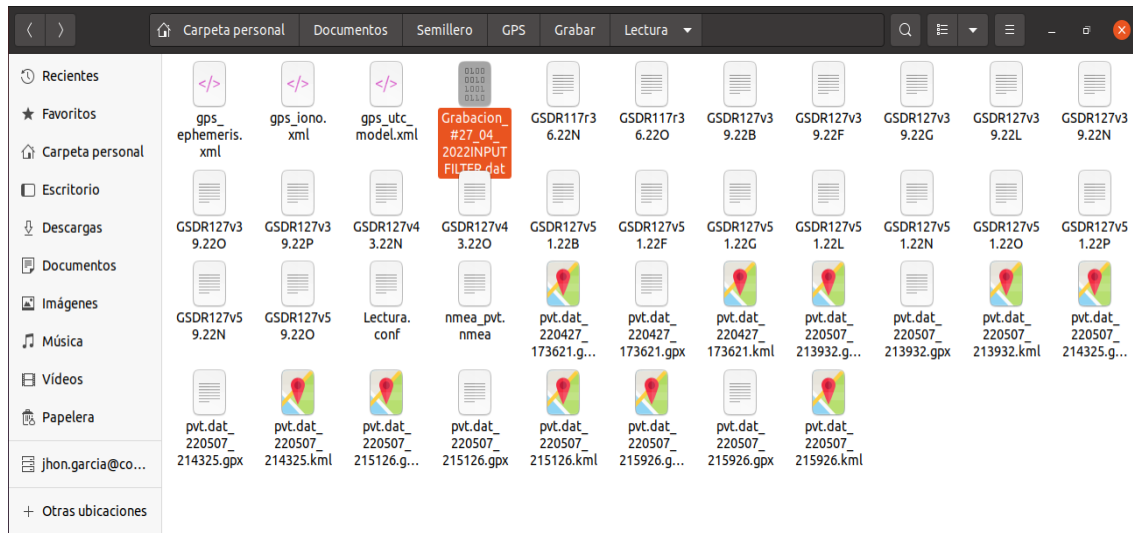 Carpeta personal Documentos Semillero GPS Grabar Lectura
Recientes
Favoritos
Carpeta personal
Escritorio
Descargas
Documentos
Imágenes
Música
Vídeos
Papelera
jhon.garcia@co...
+ Otras ubicaciones
gps_
ephemeris.
xml
gps_iono.
xml
gps_utc_
model.xml
0100
0010
1001
0110
Grabacion_
#27_04_
2022INPUT
FILTER.dat
GSDR117r3
6.22N
GSDR117r3
6.22O
GSDR127v3
9.22B
GSDR127v3
9.22F
GSDR127v3
9.22G
GSDR127v3
9.22L
GSDR127v3
9.22N
GSDR127v3
9.22O
GSDR127v3
9.22P
GSDR127v4
3.22N
GSDR127v4
3.22O
GSDR127v5
1.22B
GSDR127v5
1.22F
GSDR127v5
1.22G
GSDR127v5
1.22L
GSDR127v5
1.22N
GSDR127v5
1.22O
GSDR127v5
1.22P
GSDR127v5
9.22N
GSDR127v5
9.22O
Lectura.
conf
nmea_pvt.
nmea
pvt.dat_
220427_
173621.g...
pvt.dat_
220427_
173621.gpx
pvt.dat_
220427_
173621.kml
pvt.dat_
220507_
213932.g...
pvt.dat_
220507_
213932.gpx
pvt.dat_
220507_
213932.kml
pvt.dat_
220507_
214325.g...
pvt.dat_
220507_
214325.gpx
pvt.dat_
220507_
214325.kml
pvt.dat_
220507_
215126.g...
pvt.dat_
220507_
215126.gpx
pvt.dat_
220507_
215126.kml
pvt.dat_
220507_
215926.g...
pvt.dat_
220507_
215926.gpx
pvt.dat_
220507_
215926.kml